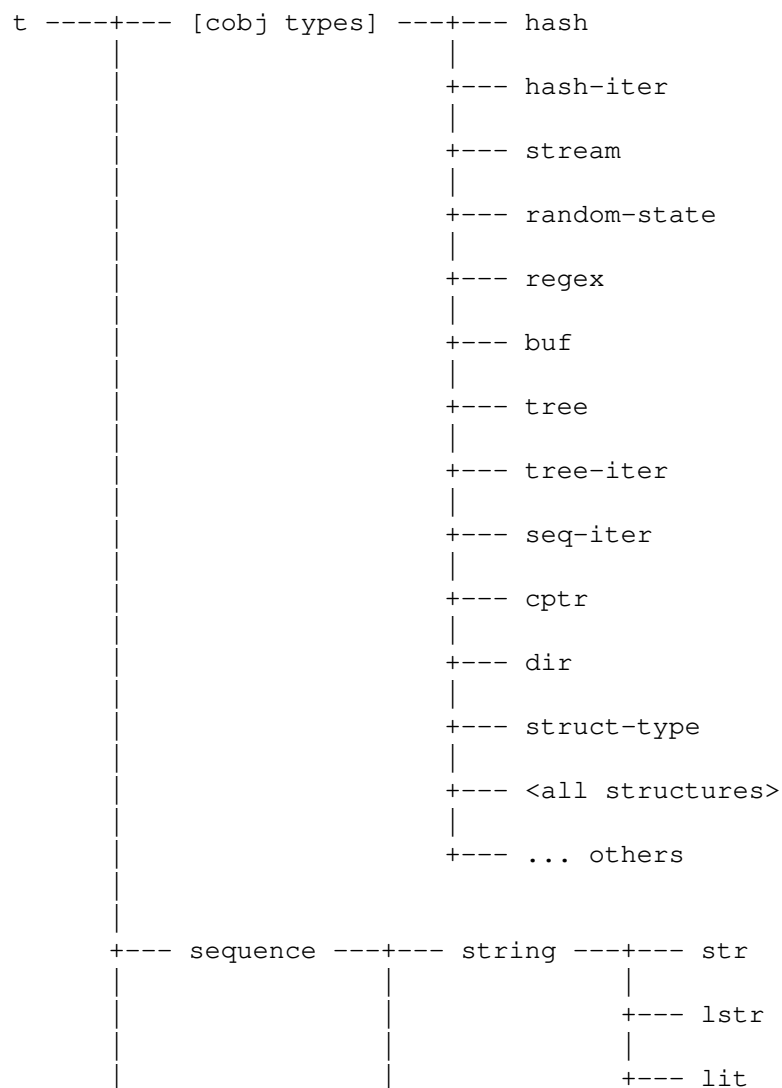 t ----+--- [cobj types] ---+--- hash
      |                    |
      |                    +--- hash-iter
      |                    |
      |                    +--- stream
      |                    |
      |                    +--- random-state
      |                    |
      |                    +--- regex
      |                    |
      |                    +--- buf
      |                    |
      |                    +--- tree
      |                    |
      |                    +--- tree-iter
      |                    |
      |                    +--- seq-iter
      |                    |
      |                    +--- cptr
      |                    |
      |                    +--- dir
      |                    |
      |                    +--- struct-type
      |                    |
      |                    +--- <all structures>
      |                    |
      |                    +--- ... others
      |
      |
      +--- sequence ---+--- string ---+--- str
      |                |              |
      |                |              +--- lstr
      |                |              |
      |                |              +--- lit